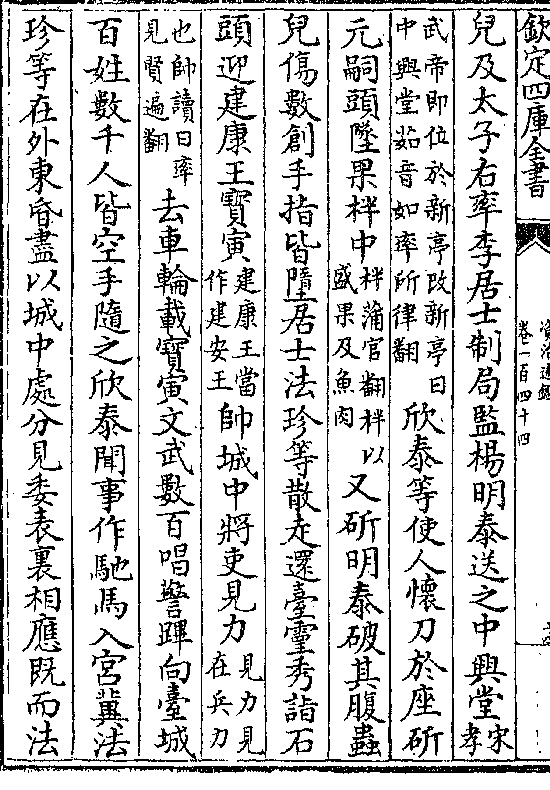 欽定四庫全書
資治通鑑
卷一百四十四
兒及太子右率李居士制局監楊明泰送之中興堂宋孝
武帝即位於新亭改新亭曰
中興堂茹音如率所律翻
欣泰等使人懷刀於座斫
元嗣頭墜果柈中柈蒲官翻柈以
盛果及魚肉
又斫明泰破其腹蟲
兒傷數創手指皆墮居士法珍等散走還臺靈秀詣石
頭迎建康王寶寅建康王當
作建安王
帥城中將吏見力見力見
在兵力
也帥讀曰率
見賢遍翻
去車輪載寶寅文武數百唱警蹕向臺城
百姓數千人皆空手隨之欣泰聞事作馳馬入宮冀法
珍等在外東昏盡以城中處分見委表裏相應既而法